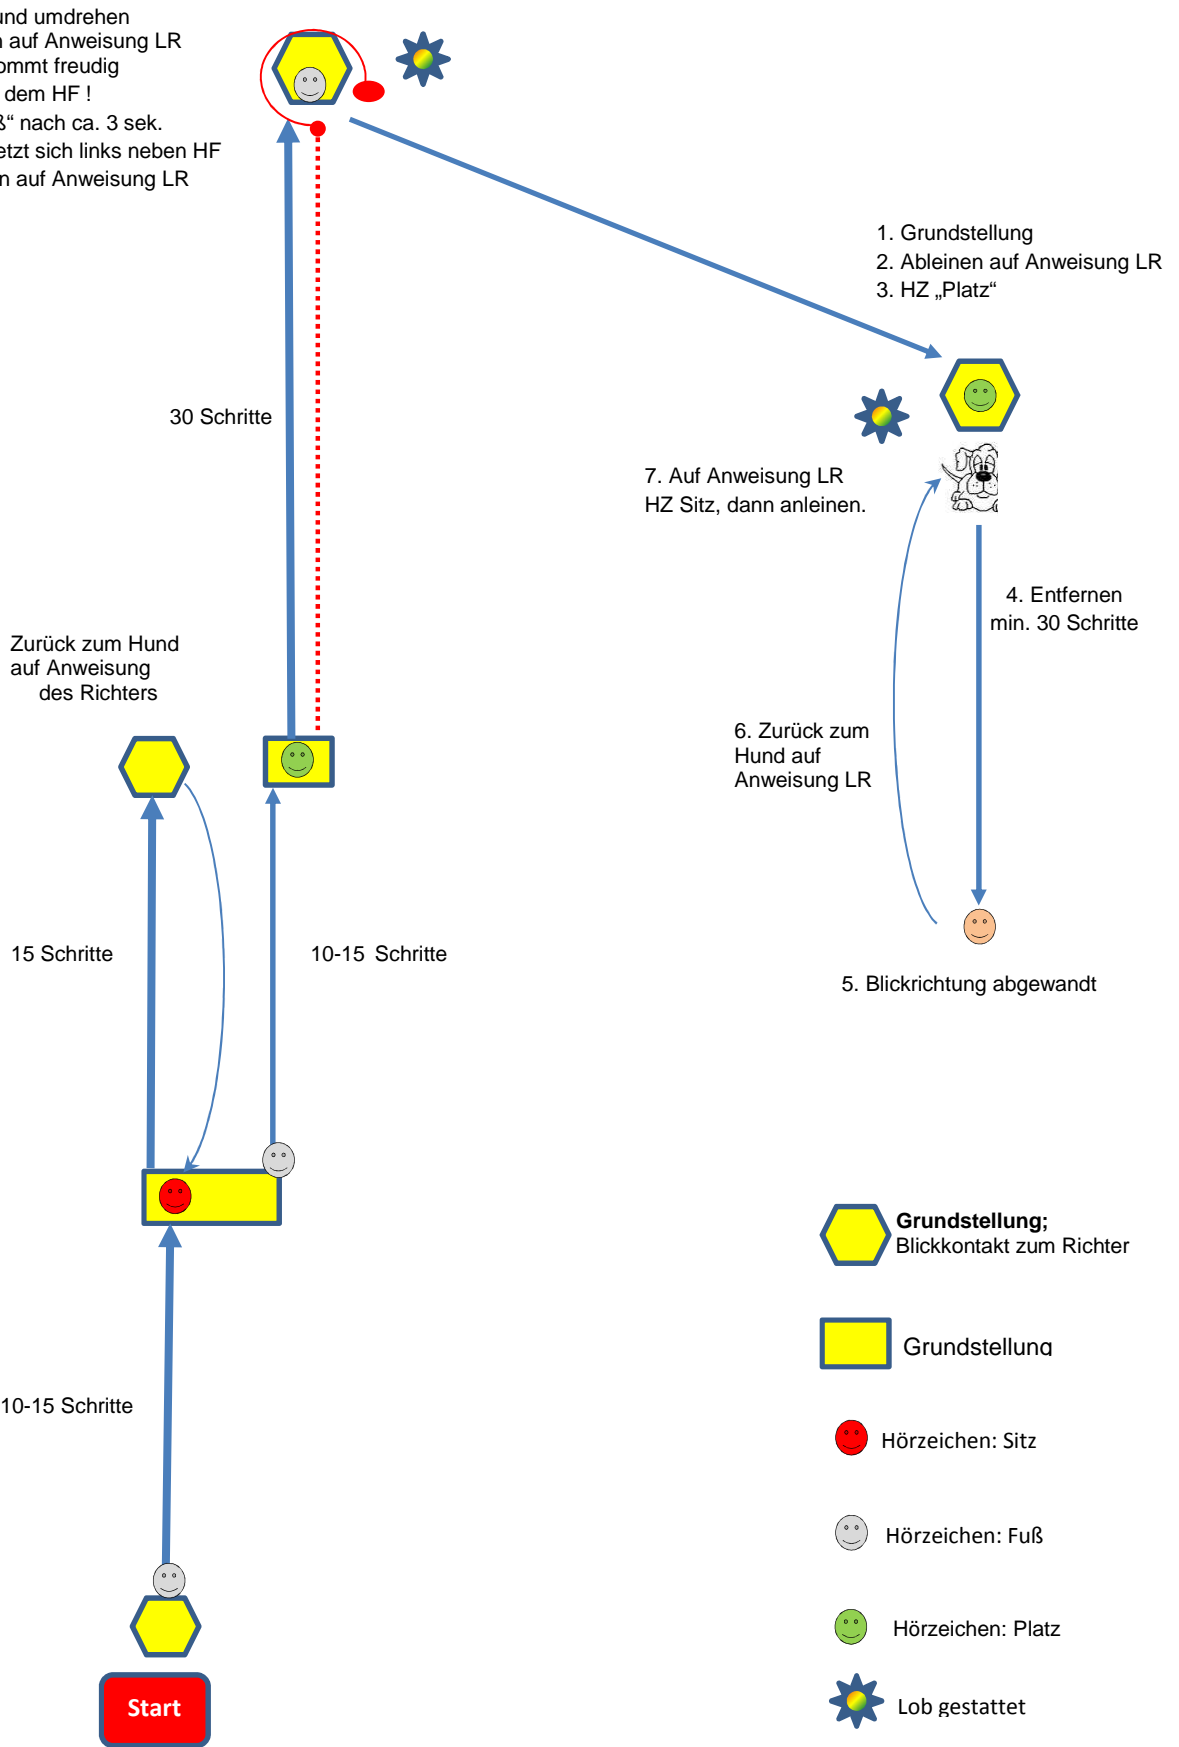 und umdrehen
auf Anweisung LR
freudig
dem HF !
nach ca. 3 sek.
sich links neben HF
auf Anweisung LR
1. Grundstellung
2. Ableinen auf Anweisung LR
3. HZ „Platz“
30 Schritte
7. Auf Anweisung LR
HZ Sitz, dann anleinen.
4. Entfernen
min. 30 Schritte
Zurück zum Hund
auf Anweisung
des Richters
6. Zurück zum
Hund auf
Anweisung LR
15 Schritte
10-15 Schritte
5. Blickrichtung abgewandt
Grundstellung;
Blickkontakt zum Richter
Grundstellung
10-15 Schritte
Hörzeichen: Sitz
Hörzeichen: Fuß
Hörzeichen: Platz
Start
Lob gestattet